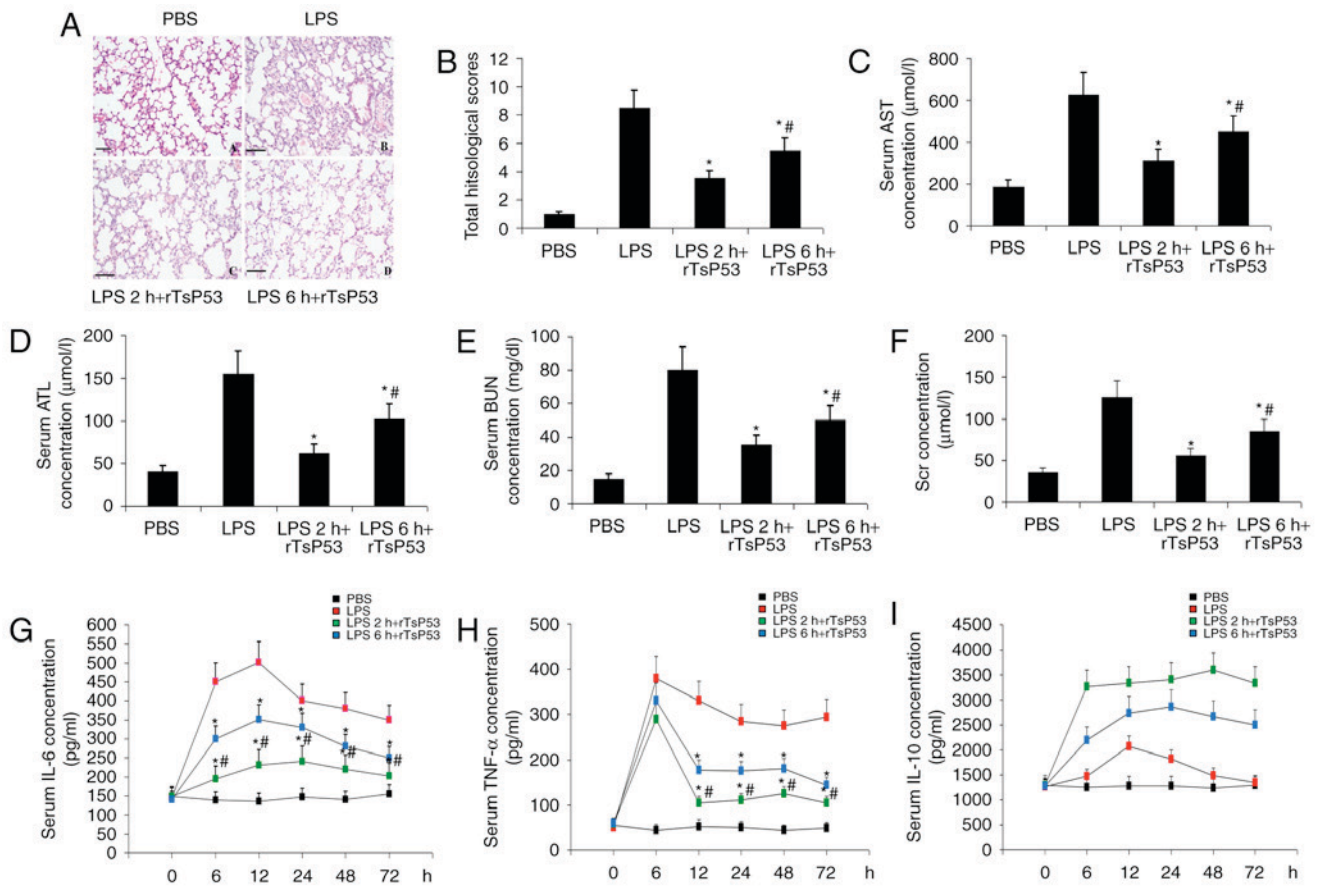 A
PBS
LPS
A
B
C
D
LPS 2 h+rTsP53
LPS 6 h+rTsP53
B
Total hitsological scores
12
10
8
6
4
2
0
*
*#
PBS
LPS
LPS 2 h+
rTsP53
LPS 6 h+
rTsP53
C
Serum AST
concentration (μmol/l)
800
600
400
200
0
*
*#
PBS
LPS
LPS 2 h+
rTsP53
LPS 6 h+
rTsP53
D
Serum ATL
concentration (μmol/l)
200
150
100
50
0
*
*#
PBS
LPS
LPS 2 h+
rTsP53
LPS 6 h+
rTsP53
E
Serum BUN
concentration (mg/dl)
100
80
60
40
20
0
*
*#
PBS
LPS
LPS 2 h+
rTsP53
LPS 6 h+
rTsP53
F
Scr concentration
(μmol/l)
200
150
100
50
0
*
*#
PBS
LPS
LPS 2 h+
rTsP53
LPS 6 h+
rTsP53
G
PBS
LPS
LPS 2 h+rTsP53
LPS 6 h+rTsP53
Serum IL-6 concentration
(pg/ml)
600
550
500
450
400
350
300
250
200
150
100
50
0
* * * * *
*# *# *# *# *#
0 6 12 24 48 72 h
H
PBS
LPS
LPS 2 h+rTsP53
LPS 6 h+rTsP53
Serum TNF-α concentration
(pg/ml)
500
400
300
200
100
0
* * * *
*# *# *# *#
0 6 12 24 48 72 h
I
PBS
LPS
LPS 2 h+rTsP53
LPS 6 h+rTsP53
Serum IL-10 concentration
(pg/ml)
4500
4000
3500
3000
2500
2000
1500
1200
900
600
300
0
0 6 12 24 48 72 h